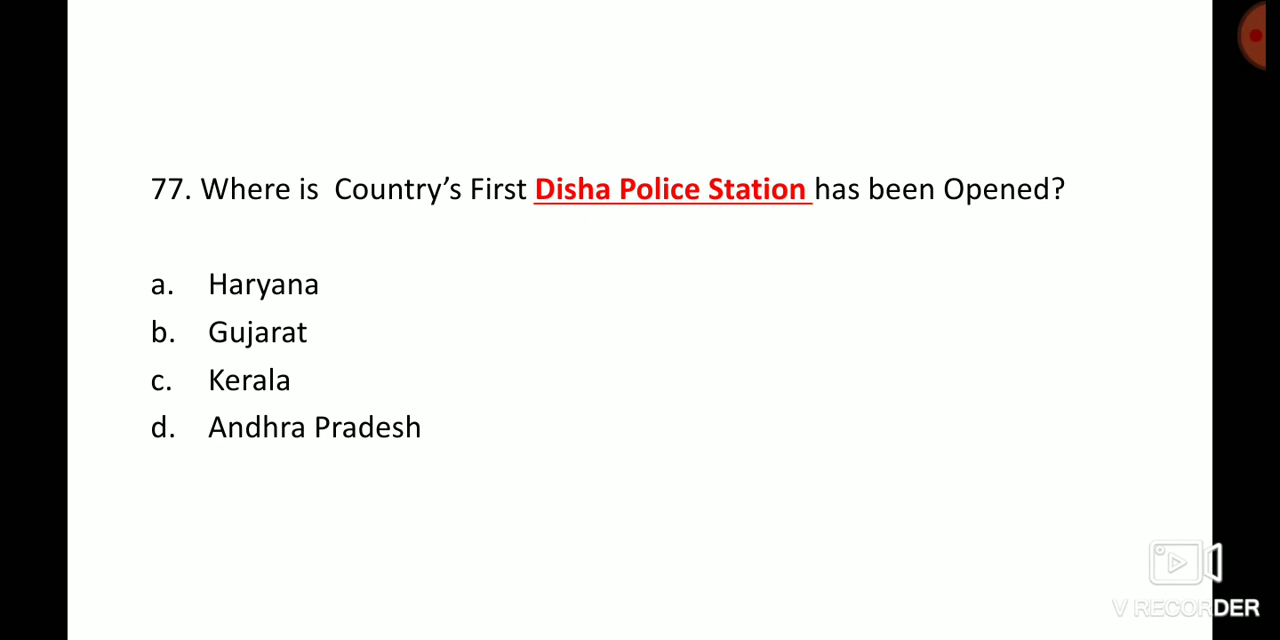 77. Where is  Country’s First Disha Police Station has been Opened?
a. Haryana
b. Gujarat
c. Kerala
d. Andhra Pradesh
V RECORDER